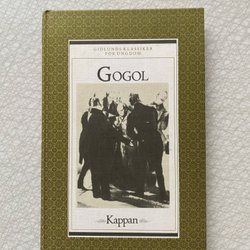 GIDLUNDS KLASSIKER
FÖR UNGDOM
GOGOL
Kappan